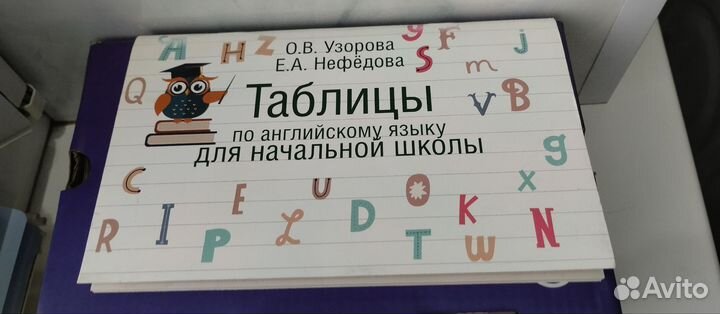 О.В. Узорова
Е.А. Нефёдова
Таблицы
по английскому языку
для начальной школы
A H Z g F j
Q S m
V B
C E U O X g
R I P L D T K W N
Avito